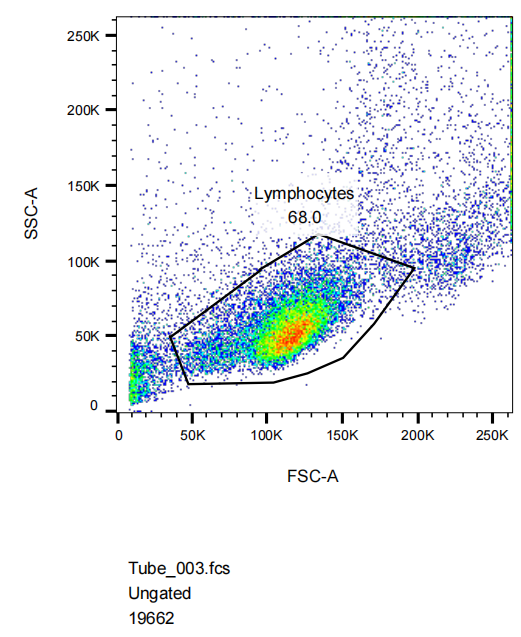 250K
200K
150K
100K
50K
0
SSC-A
Lymphocytes
68.0
0 50K 100K 150K 200K 250K
FSC-A
Tube_003.fcs
Ungated
19662